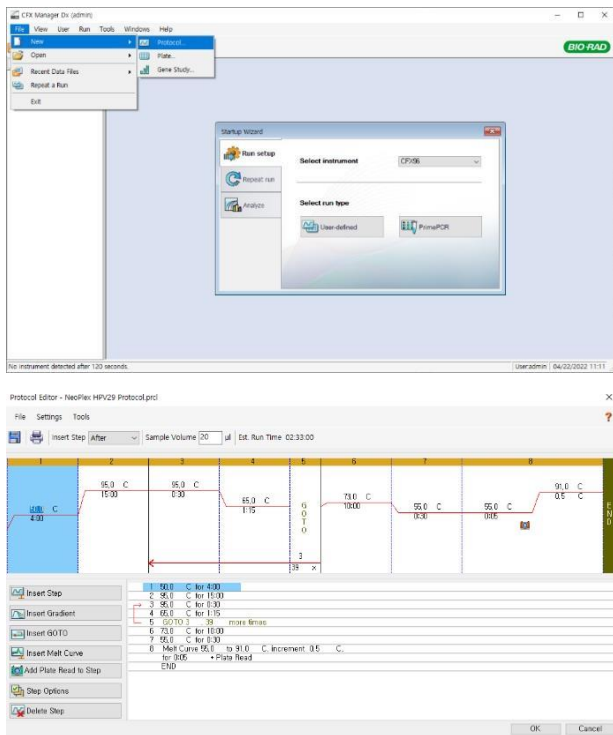 CFX Manager Dx (admin)
File View User Run Tools Windows Help
New
Protocol...
BIO-RAD
Open
Plate...
Recent Data Files
Gene Study...
Repeat a Run
Exit
Startup Wizard
Run setup
Select instrument CFX96
Repeat run
Analyze
Select run type
User-defined
PrimePCR
No instrument detected after 120 seconds.
User:admin 04/22/2022 11:11
Protocol Editor - NeoPlex HPV29 Protocol.prcl
File Settings Tools
?
Insert Step After Sample Volume 20 µl Est. Run Time 02:33:00
1 2 3 4 5 6 7 8
95,0 C 95,0 C 91,0 C
15:00 0:30 0,5 C
65,0 C 73,0 C
C 1:15 10:00 55,0 C 55,0 C
4:00 0:30 0:05
GOTO
END
3
39 x
Insert Step
Insert Gradient
Insert GOTO
Insert Melt Curve
Add Plate Read to Step
Step Options
Delete Step
1 50,0 C for 4:00
2 95,0 C for 15:00
3 95,0 C for 0:30
4 65,0 C for 1:15
5 GOTO 3 , 39 more times
6 73,0 C for 10:00
7 55,0 C for 0:30
8 Melt Curve 55,0 to 91,0 C, increment 0,5 C,
for 0:05 + Plate Read
END
OK Cancel